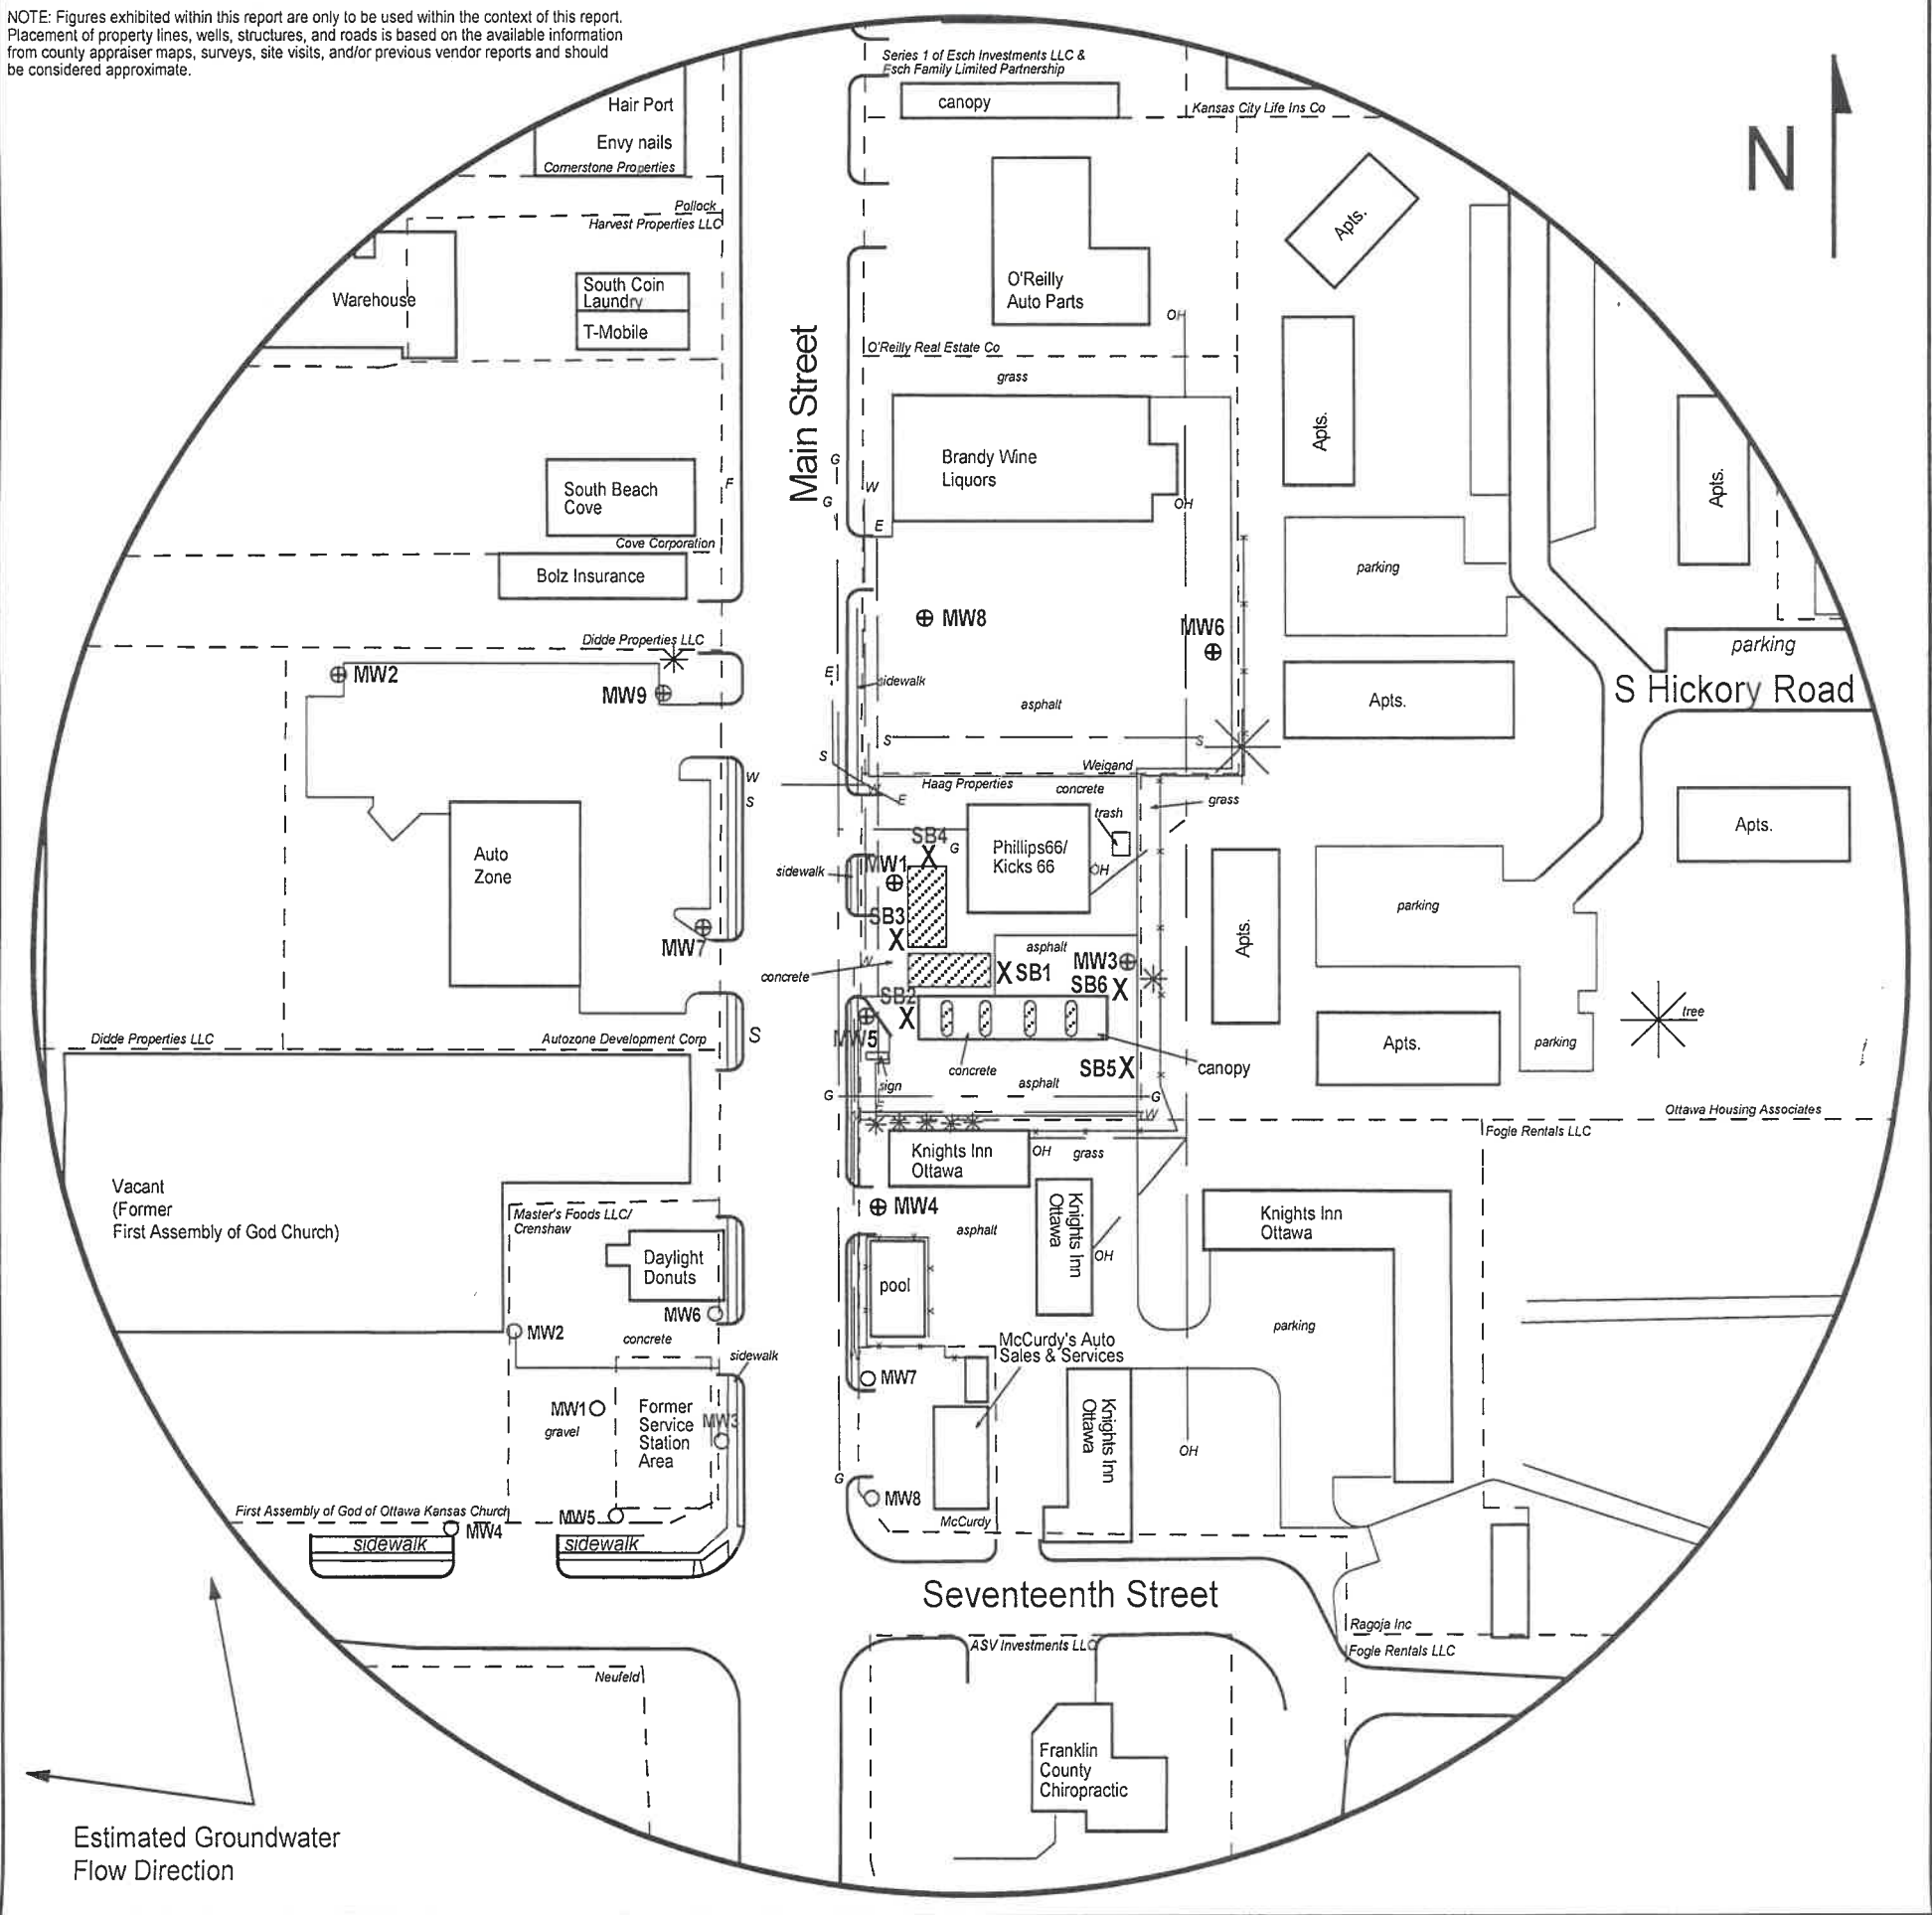 NOTE: Figures exhibited within this report are only to be used within the context of this report.
Placement of property lines, wells, structures, and roads is based on the available information
from county appraiser maps, surveys, site visits, and/or previous vendor reports and should
be considered approximate.
N
Series 1 of Esch Investments LLC &
Esch Family Limited Partnership
canopy
Kansas City Life Ins Co
Hair Port
Envy nails
Cornerstone Properties
Pollock
Harvest Properties LLC
Warehouse
South Coin
Laundry
T-Mobile
Main Street
O'Reilly
Auto Parts
OH
O'Reilly Real Estate Co
grass
Apts.
Apts.
Apts.
Brandy Wine
Liquors
OH
G
G
W
E
F
South Beach
Cove
Cove Corporation
Bolz Insurance
Didde Properties LLC
MW2
MW9
MW8
MW6
E
sidewalk
asphalt
S
S
S
parking
parking
Apts.
S Hickory Road
W
S
Weigand
Haag Properties
concrete
W
E
grass
trash
SB4
G
Phillips66/
Kicks 66
OH
MW1
sidewalk
SB3
Auto
Zone
MW7
Apts.
Apts.
parking
asphalt
concrete
W
SB1
MW3
SB6
SB2
MW5
sign
concrete
asphalt
SB5
canopy
Apts.
parking
tree
S
Didde Properties LLC
Autozone Development Corp
G
G
E
W
Ottawa Housing Associates
Fogle Rentals LLC
Knights Inn
Ottawa
OH
grass
Vacant
(Former
First Assembly of God Church)
Master's Foods LLC/
Crenshaw
Daylight
Donuts
MW6
MW2
concrete
sidewalk
MW4
asphalt
Knights Inn
Ottawa
OH
Knights Inn
Ottawa
pool
parking
McCurdy's Auto
Sales & Services
MW7
MW1
gravel
Former
Service
Station
Area
MW3
Knights Inn
Ottawa
OH
G
MW8
McCurdy
First Assembly of God of Ottawa Kansas Church
MW4
MW5
sidewalk
sidewalk
Seventeenth Street
Ragoja Inc
Fogle Rentals LLC
ASV Investments LLC
Neufeld
Franklin
County
Chiropractic
Estimated Groundwater
Flow Direction